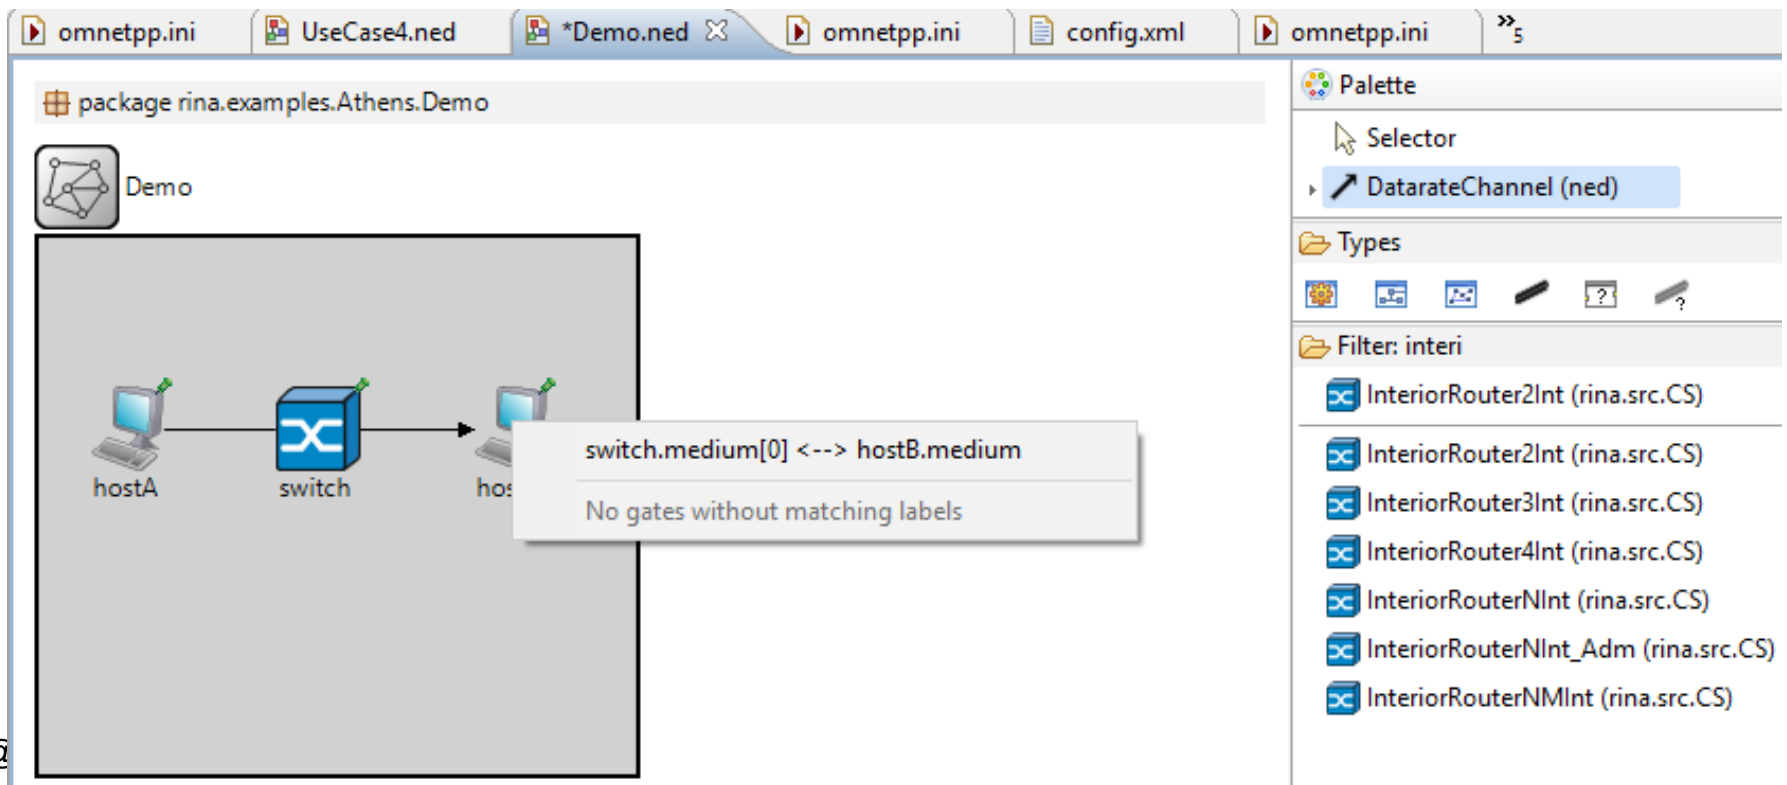 omnetpp.ini UseCase4.ned *Demo.ned omnetpp.ini config.xml omnetpp.ini »5
package rina.examples.Athens.Demo
Demo
hostA switch hos
switch.medium[0] <--> hostB.medium
No gates without matching labels
@
Palette
Selector
DatarateChannel (ned)
Types
Filter: interi
InteriorRouter2Int (rina.src.CS)
InteriorRouter2Int (rina.src.CS)
InteriorRouter3Int (rina.src.CS)
InteriorRouter4Int (rina.src.CS)
InteriorRouterNInt (rina.src.CS)
InteriorRouterNInt_Adm (rina.src.CS)
InteriorRouterNMInt (rina.src.CS)